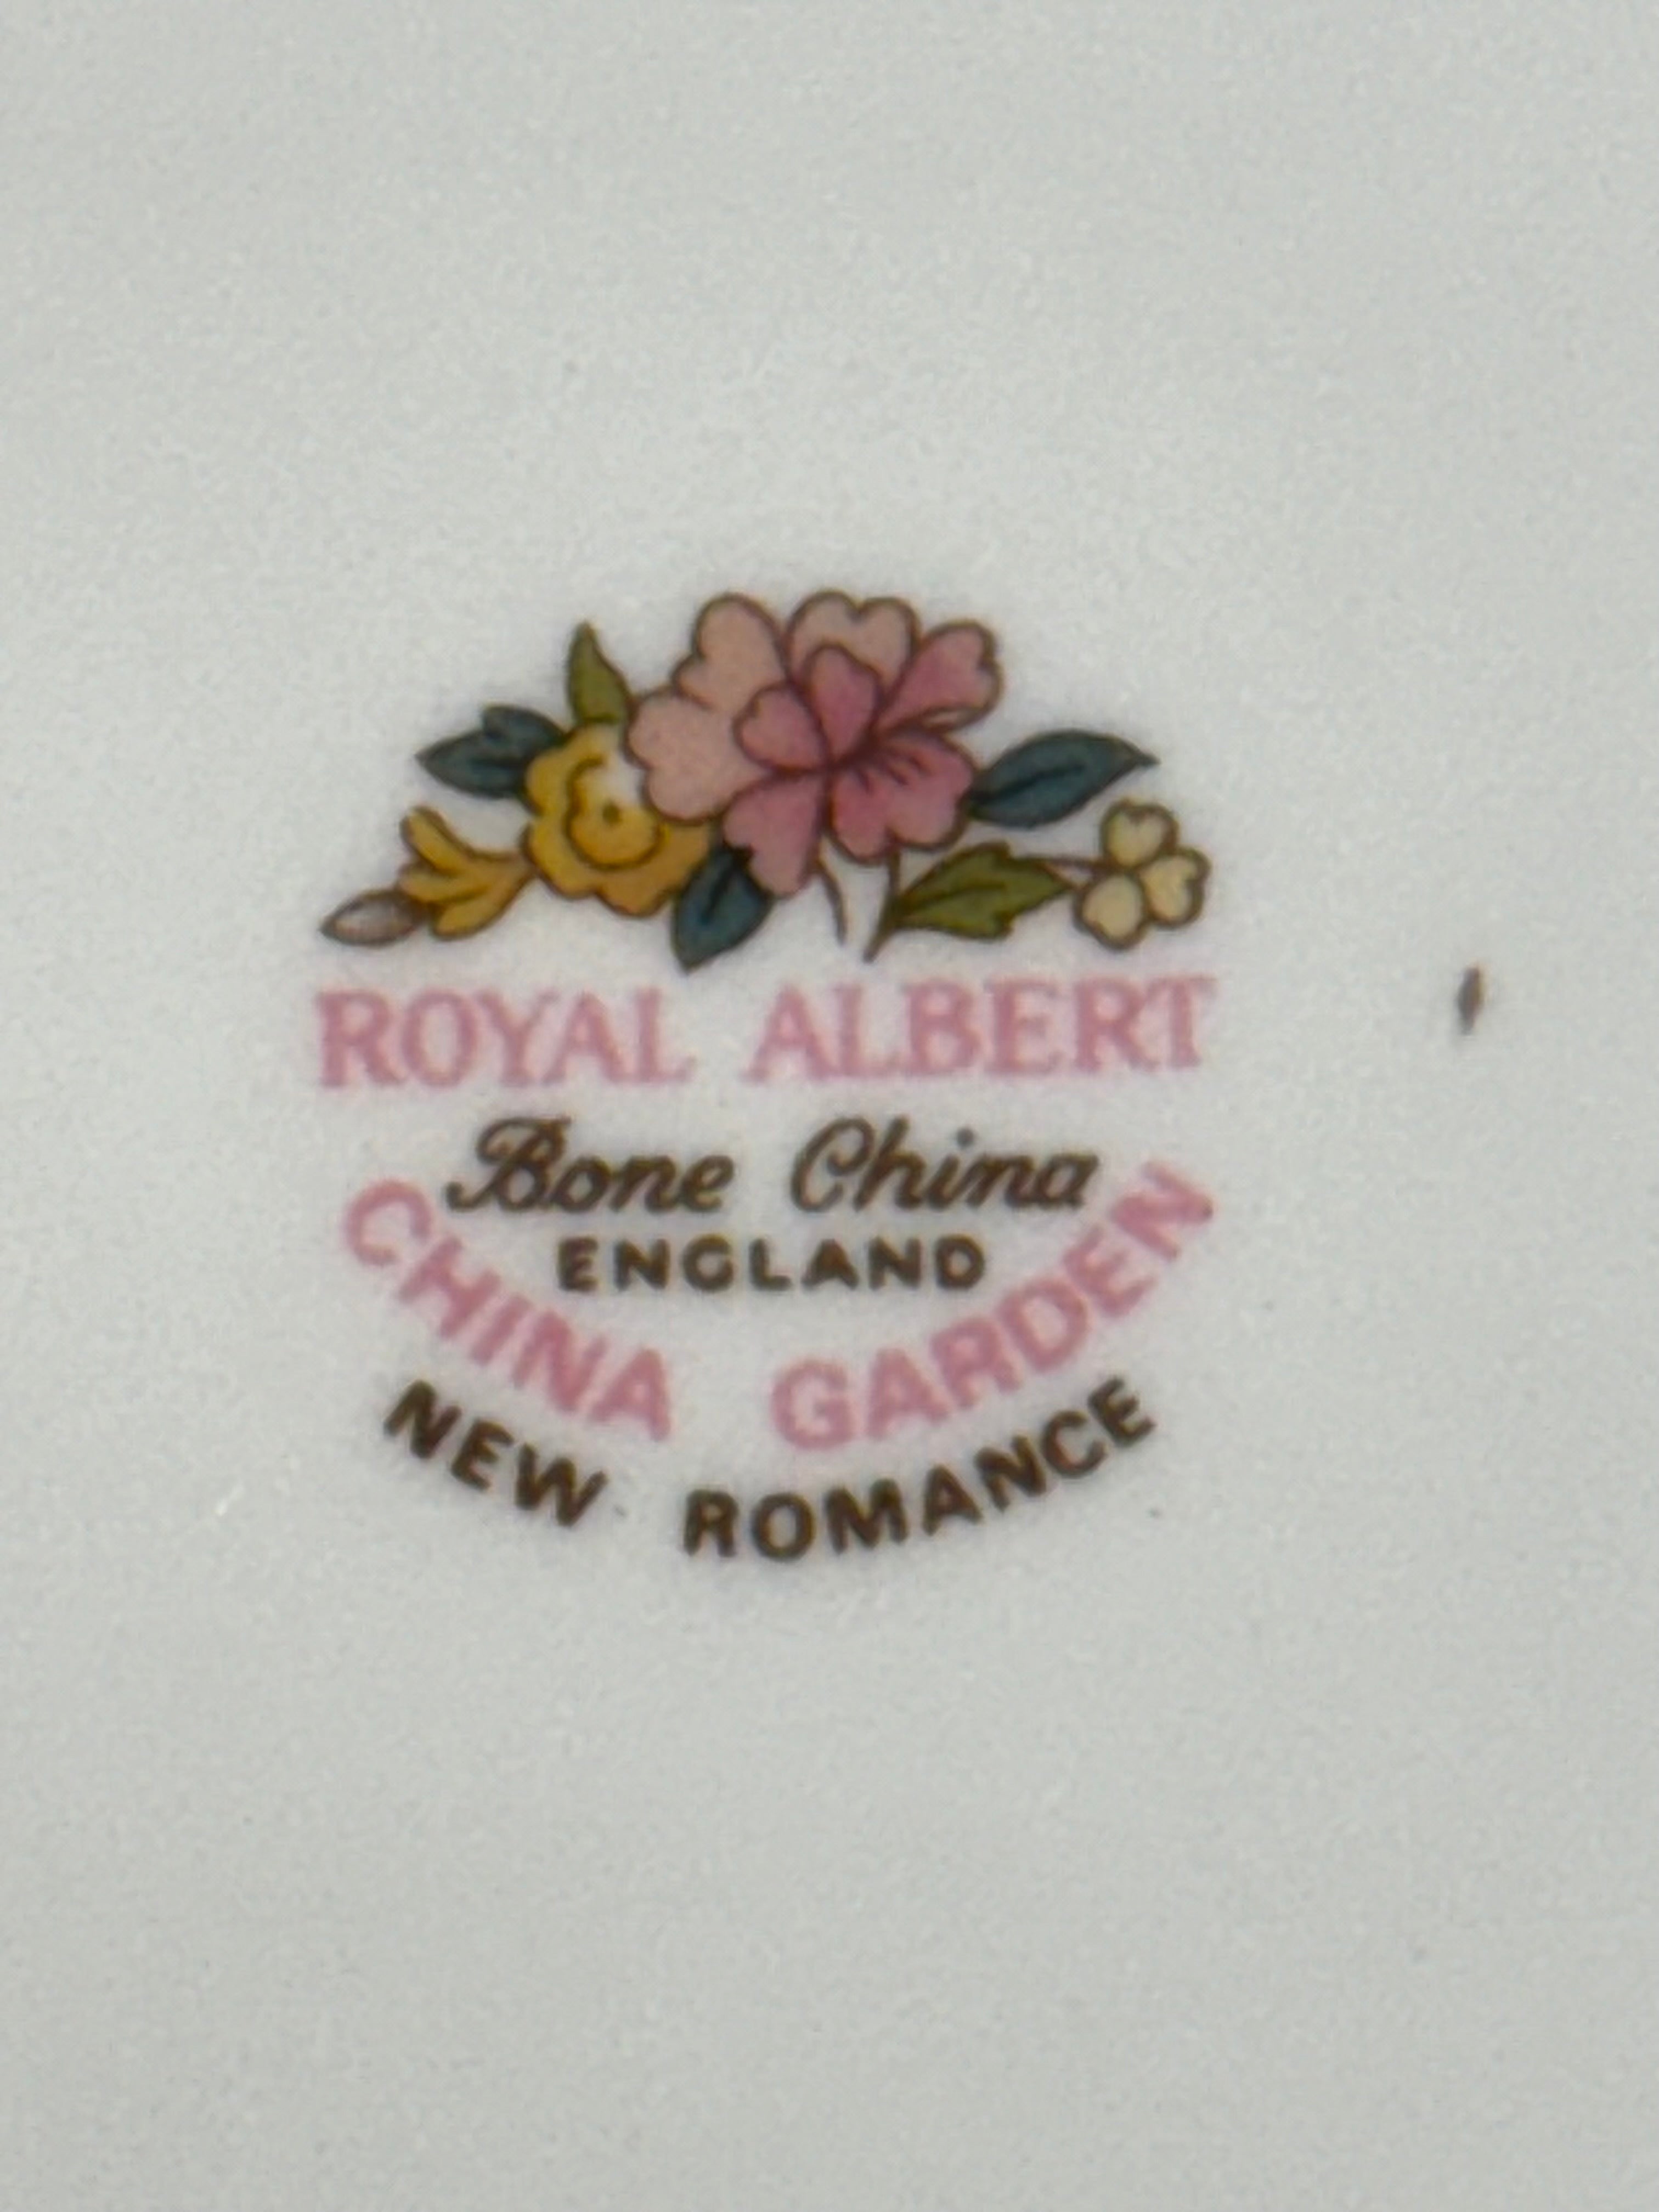 ROYAL ALBERT
Bone China
ENGLAND
CHINA GARDEN
NEW ROMANCE